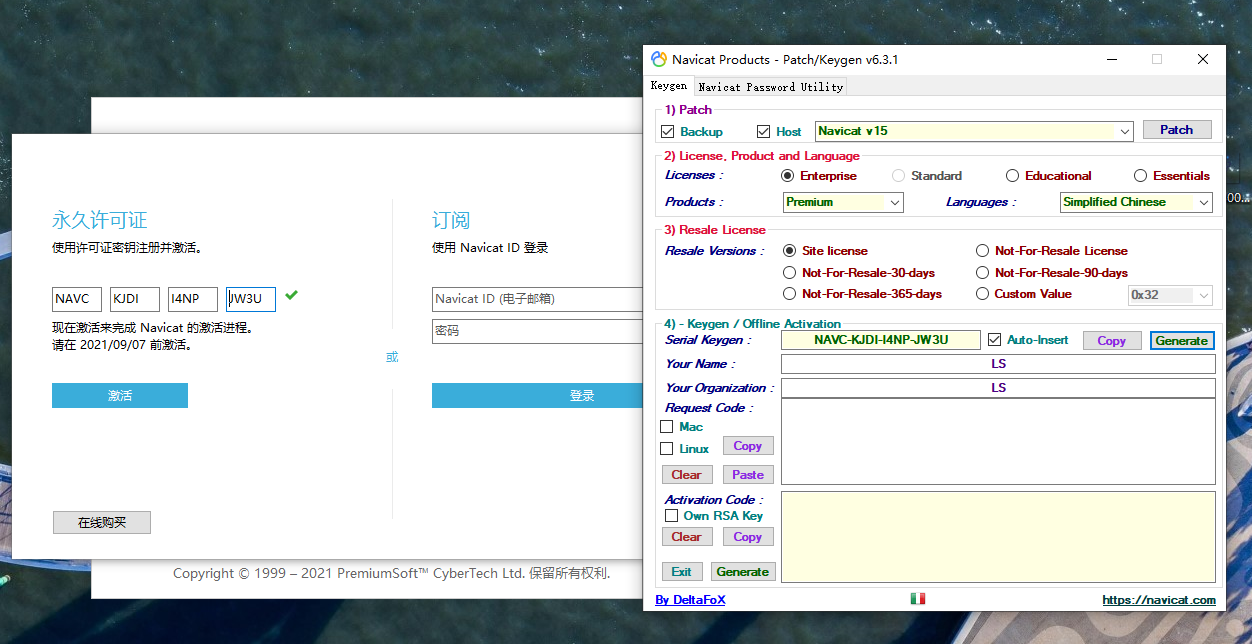 永久许可证
使用许可证密钥注册并激活。
NAVC KJDI I4NP JW3U
现在激活来完成 Navicat 的激活进程。
请在 2021/09/07 前激活。
激活
在线购买
或
订阅
使用 Navicat ID 登录
Navicat ID (电子邮箱)
密码
登录
Copyright © 1999 – 2021 PremiumSoft™ CyberTech Ltd. 保留所有权利.
Navicat Products - Patch/Keygen v6.3.1
Keygen Navicat Password Utility
1) Patch
Backup Host Navicat v15 Patch
2) License, Product and Language
Licenses : Enterprise Standard Educational Essentials
Products : Premium Languages : Simplified Chinese
3) Resale License
Resale Versions : Site license Not-For-Resale License
Not-For-Resale-30-days Not-For-Resale-90-days
Not-For-Resale-365-days Custom Value 0x32
4) - Keygen / Offline Activation
Serial Keygen : NAVC-KJDI-I4NP-JW3U Auto-Insert Copy Generate
Your Name : LS
Your Organization : LS
Request Code :
Mac
Linux Copy
Clear Paste
Activation Code :
Own RSA Key
Clear Copy
Exit Generate
By DeltaFoX https://navicat.com
00...